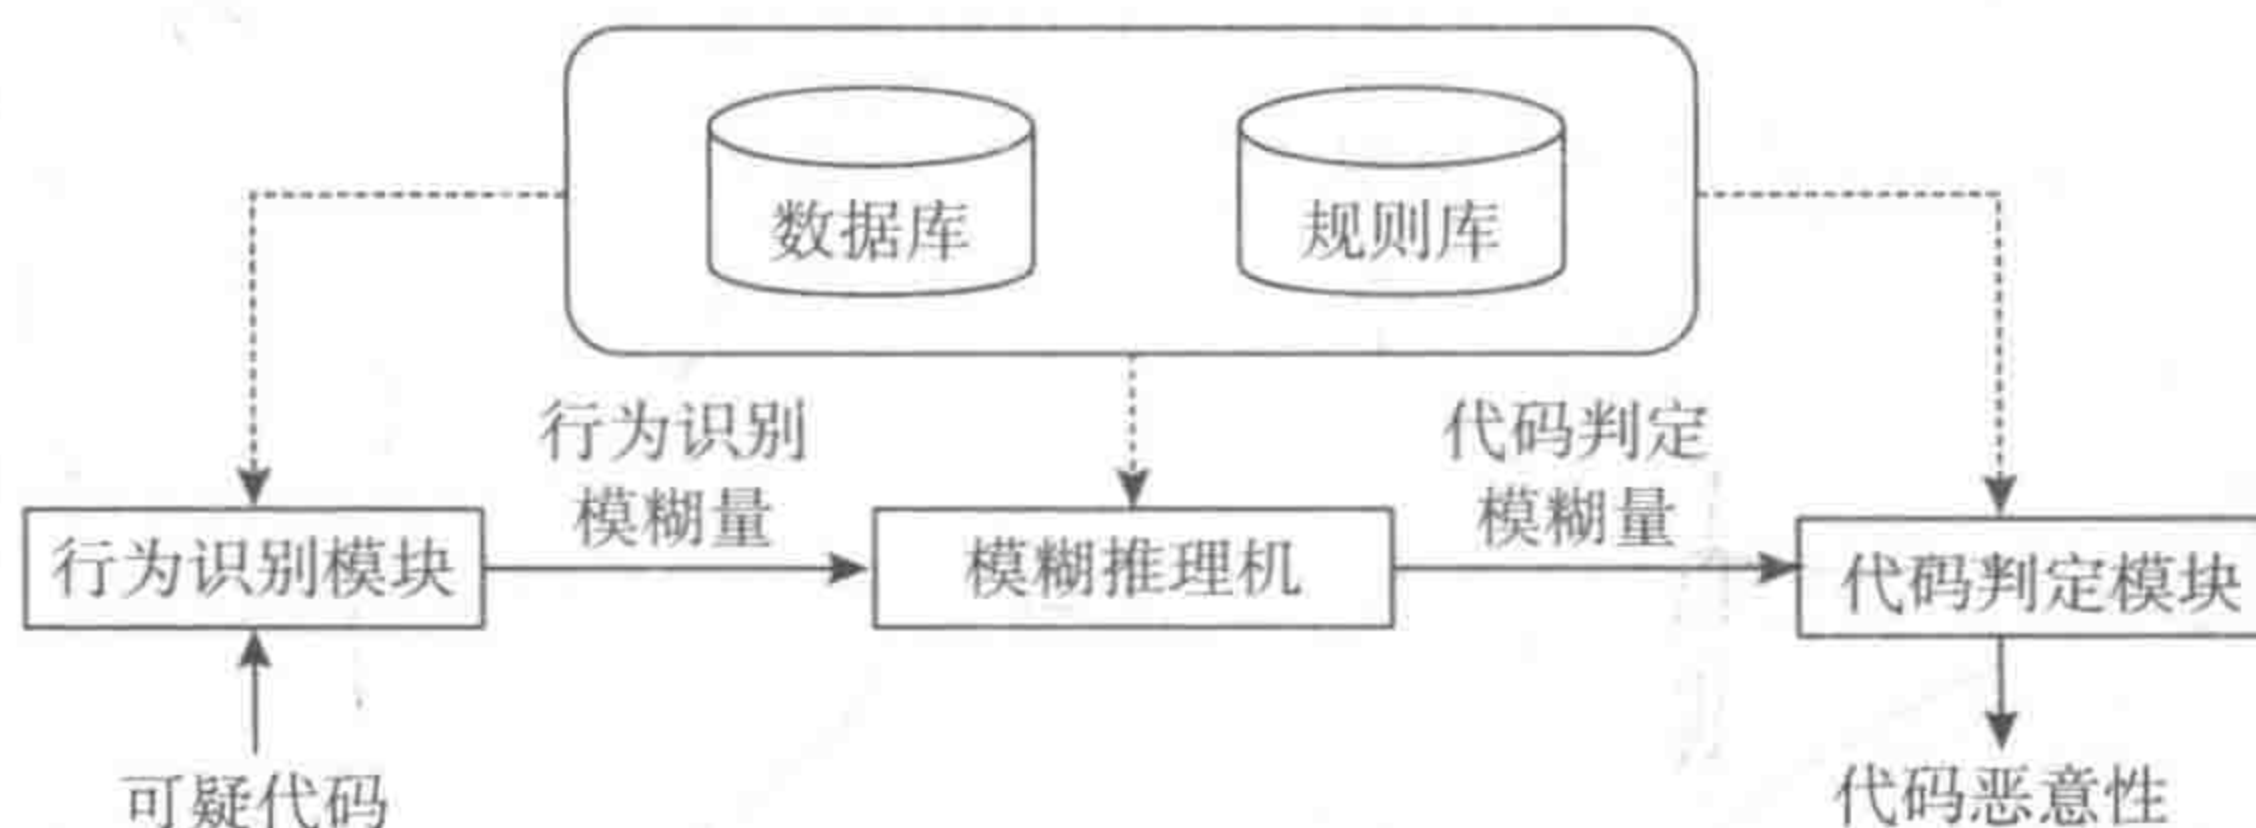 数据库
规则库
行为识别
模糊量
代码判定
模糊量
行为识别模块
模糊推理机
代码判定模块
可疑代码
代码恶意性